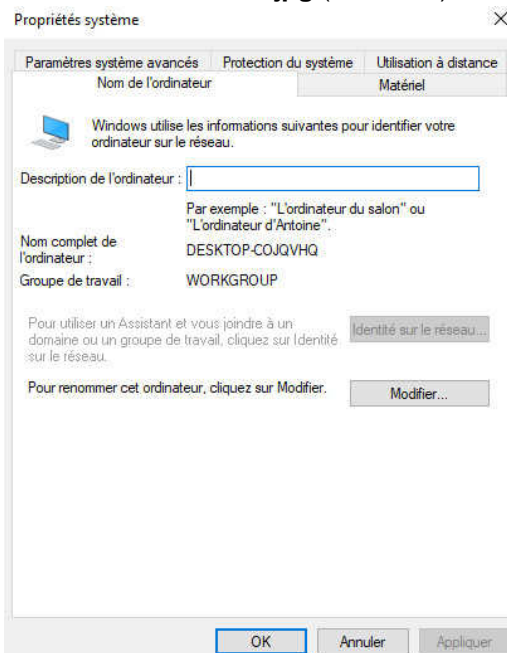 Propriétés système
Paramètres système avancés Protection du système Utilisation à distance
Nom de l'ordinateur Matériel
Windows utilise les informations suivantes pour identifier votre
ordinateur sur le réseau.
Description de l'ordinateur :
Par exemple : "L'ordinateur du salon" ou
"L'ordinateur d'Antoine".
Nom complet de
l'ordinateur :
DESKTOP-COJQVHQ
Groupe de travail : WORKGROUP
Pour utiliser un Assistant et vous joindre à un
domaine ou un groupe de travail, cliquez sur Identité
sur le réseau.
Identité sur le réseau...
Pour renommer cet ordinateur, cliquez sur Modifier.
Modifier...
OK Annuler Appliquer